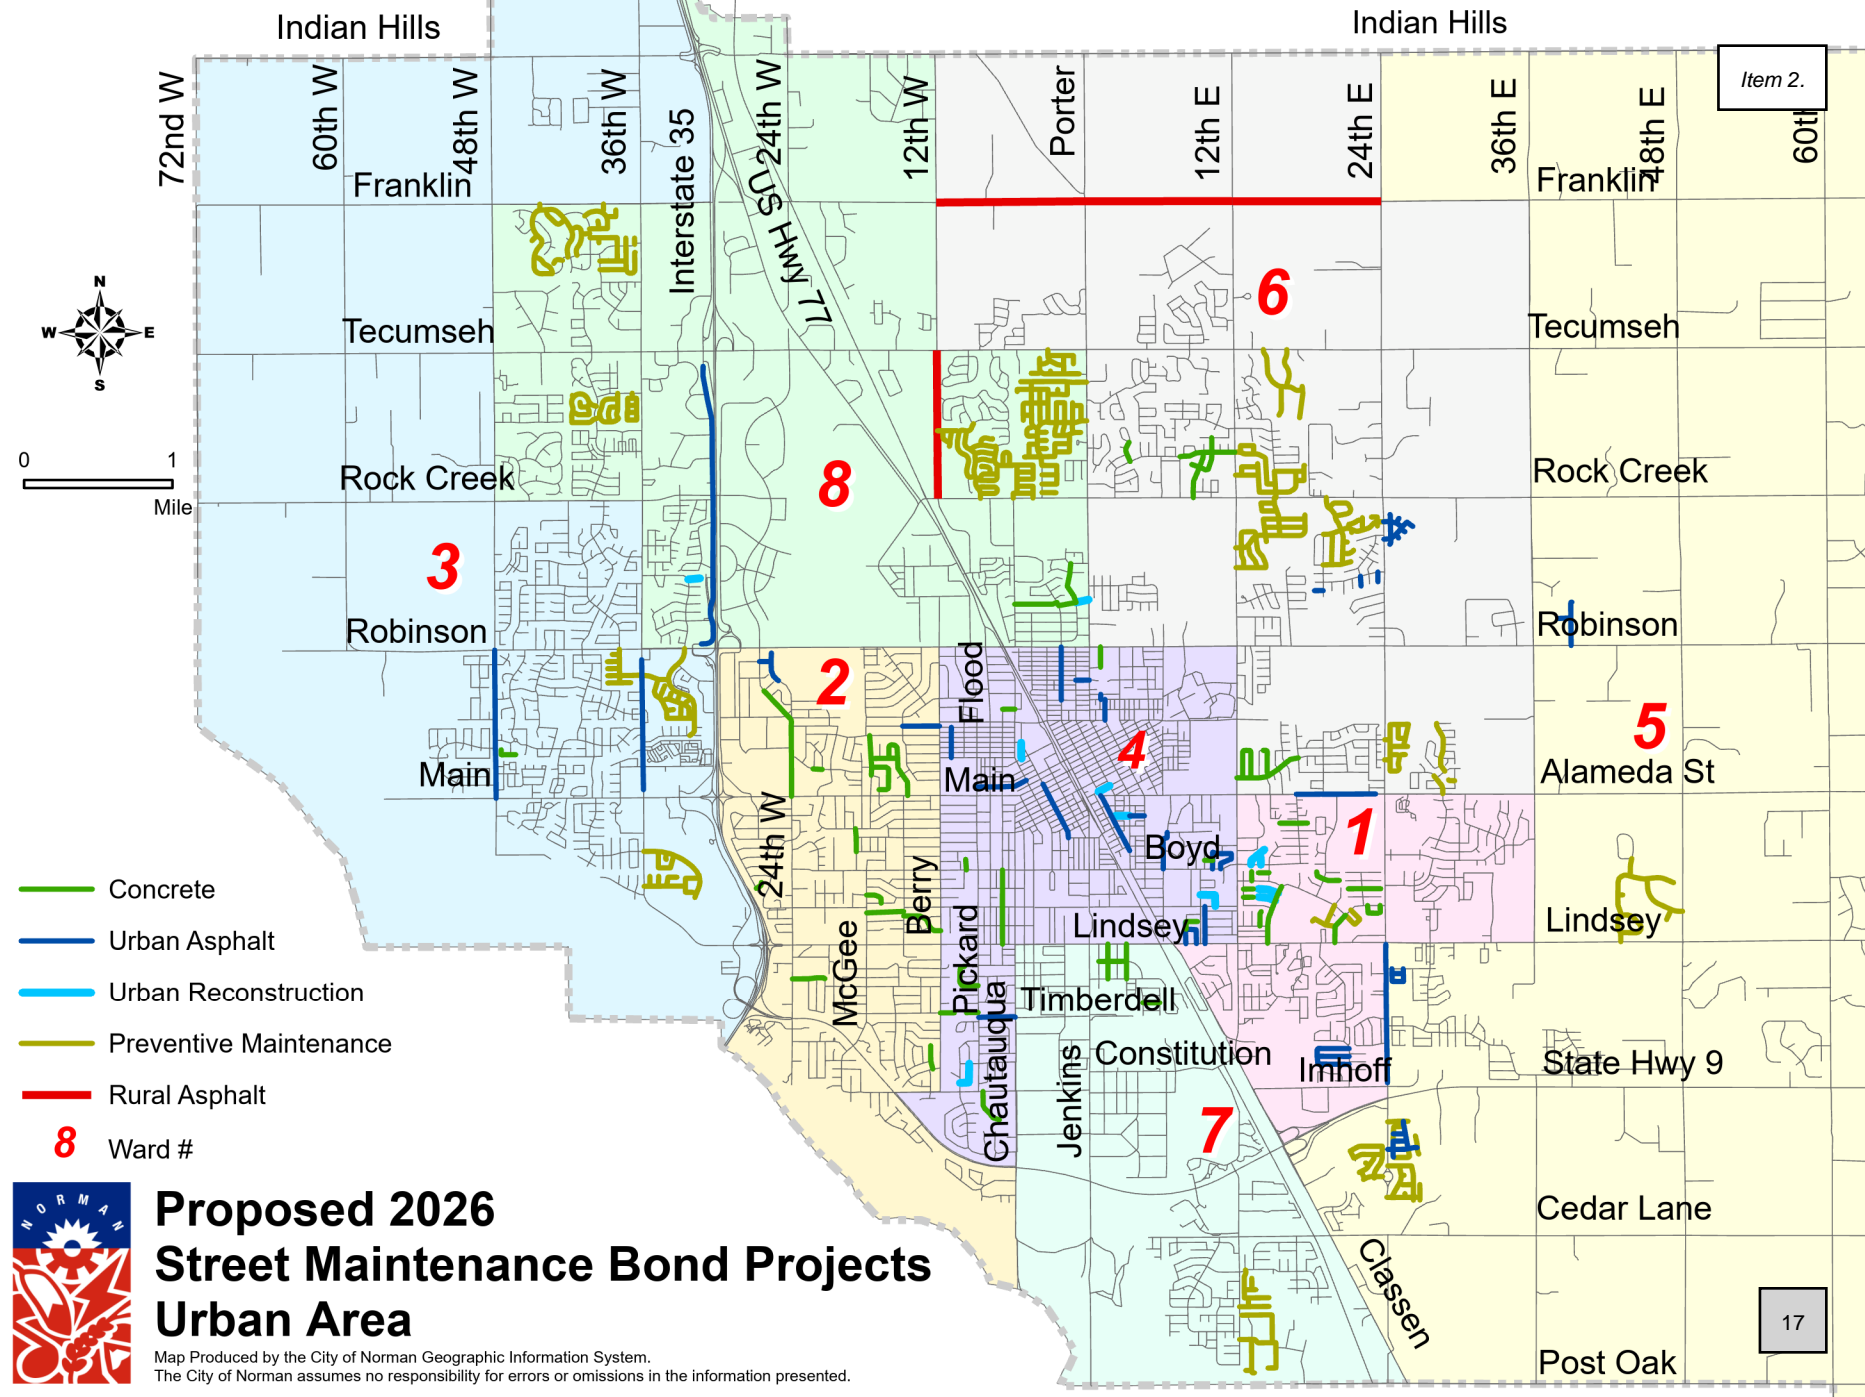 Indian Hills
Indian Hills
Item 2.
72nd W
60th W
48th W
36th W
Interstate 35
24th W
US Hwy 77
12th W
Porter
12th E
24th E
36th E
48th E
Franklin
Franklin
N
W
E
S
Tecumseh
6
Tecumseh
0
1
Mile
Rock Creek
8
Rock Creek
3
Robinson
Robinson
2
Flood
4
5
Main
Main
Alameda St
24th W
1
Boyd
Berry
Concrete
Urban Asphalt
Urban Reconstruction
Preventive Maintenance
Rural Asphalt
8 Ward #
McGee
Pickard
Lindsey
Lindsey
Timberdell
Chautauqua
Constitution
Jenkins
Imhoff
State Hwy 9
7
Cedar Lane
Classen
Post Oak
NORMAN
Proposed 2026
Street Maintenance Bond Projects
Urban Area
Map Produced by the City of Norman Geographic Information System.
The City of Norman assumes no responsibility for errors or omissions in the information presented.
17